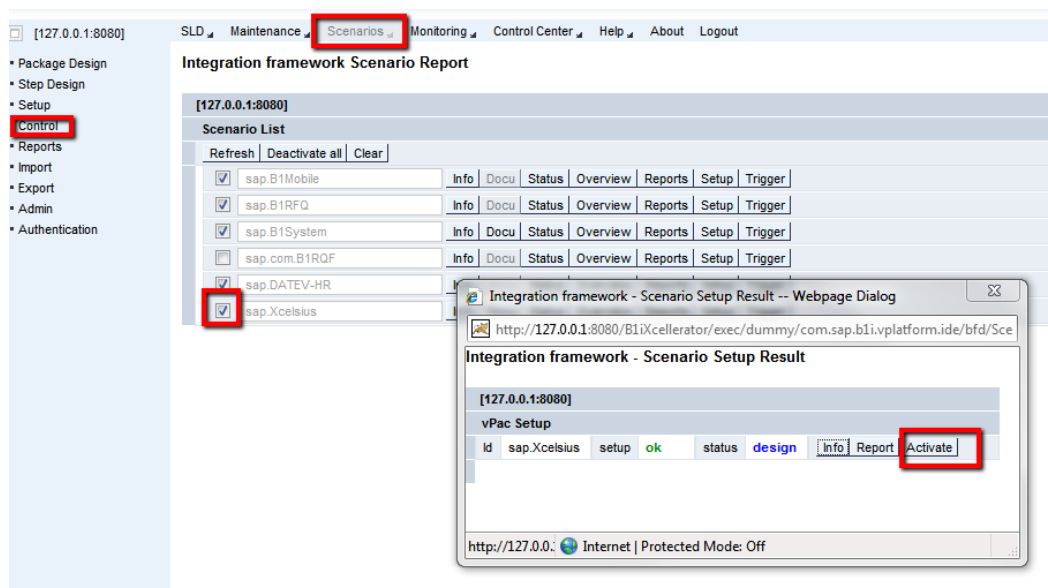 [127.0.0.1:8080] SLD Maintenance Scenarios Monitoring Control Center Help About Logout
Package Design
Step Design
Setup
Control
Reports
Import
Export
Admin
Authentication
Integration framework Scenario Report
[127.0.0.1:8080]
Scenario List
Refresh Deactivate all Clear
sap.B1Mobile Info Docu Status Overview Reports Setup Trigger
sap.B1RFQ Info Docu Status Overview Reports Setup Trigger
sap.B1System Info Docu Status Overview Reports Setup Trigger
sap.com.B1RQF Info Docu Status Overview Reports Setup Trigger
sap.DATEV-HR
sap.Xcelsius
Integration framework - Scenario Setup Result -- Webpage Dialog
http://127.0.0.1:8080/B1iXcellerator/exec/dummy/com.sap.b1i.vplatform.ide/bfd/Sce
Integration framework - Scenario Setup Result
[127.0.0.1:8080]
vPac Setup
Id sap.Xcelsius setup ok status design Info Report Activate
http://127.0.0. Internet | Protected Mode: Off